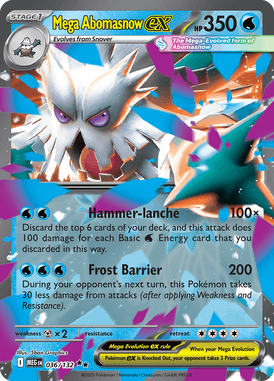 STAGE 1
Mega Abomasnow ex
HP 350
Evolves from Snover
The Mega-Evolved form of
Abomasnow
Hammer-lanche 100×
Discard the top 6 cards of your deck, and this attack does
100 damage for each Basic Energy card that you
discarded in this way.
Frost Barrier 200
During your opponent's next turn, this Pokémon takes
30 less damage from attacks (after applying Weakness and
Resistance).
weakness ×2 resistance retreat
Mega Evolution ex rule
When your Mega Evolution
Pokémon ex is Knocked Out, your opponent takes 3 Prize cards.
Illus. 5ban Graphics
MEG EN 036/132
©2025 Pokémon / Nintendo / Creatures / GAME FREAK